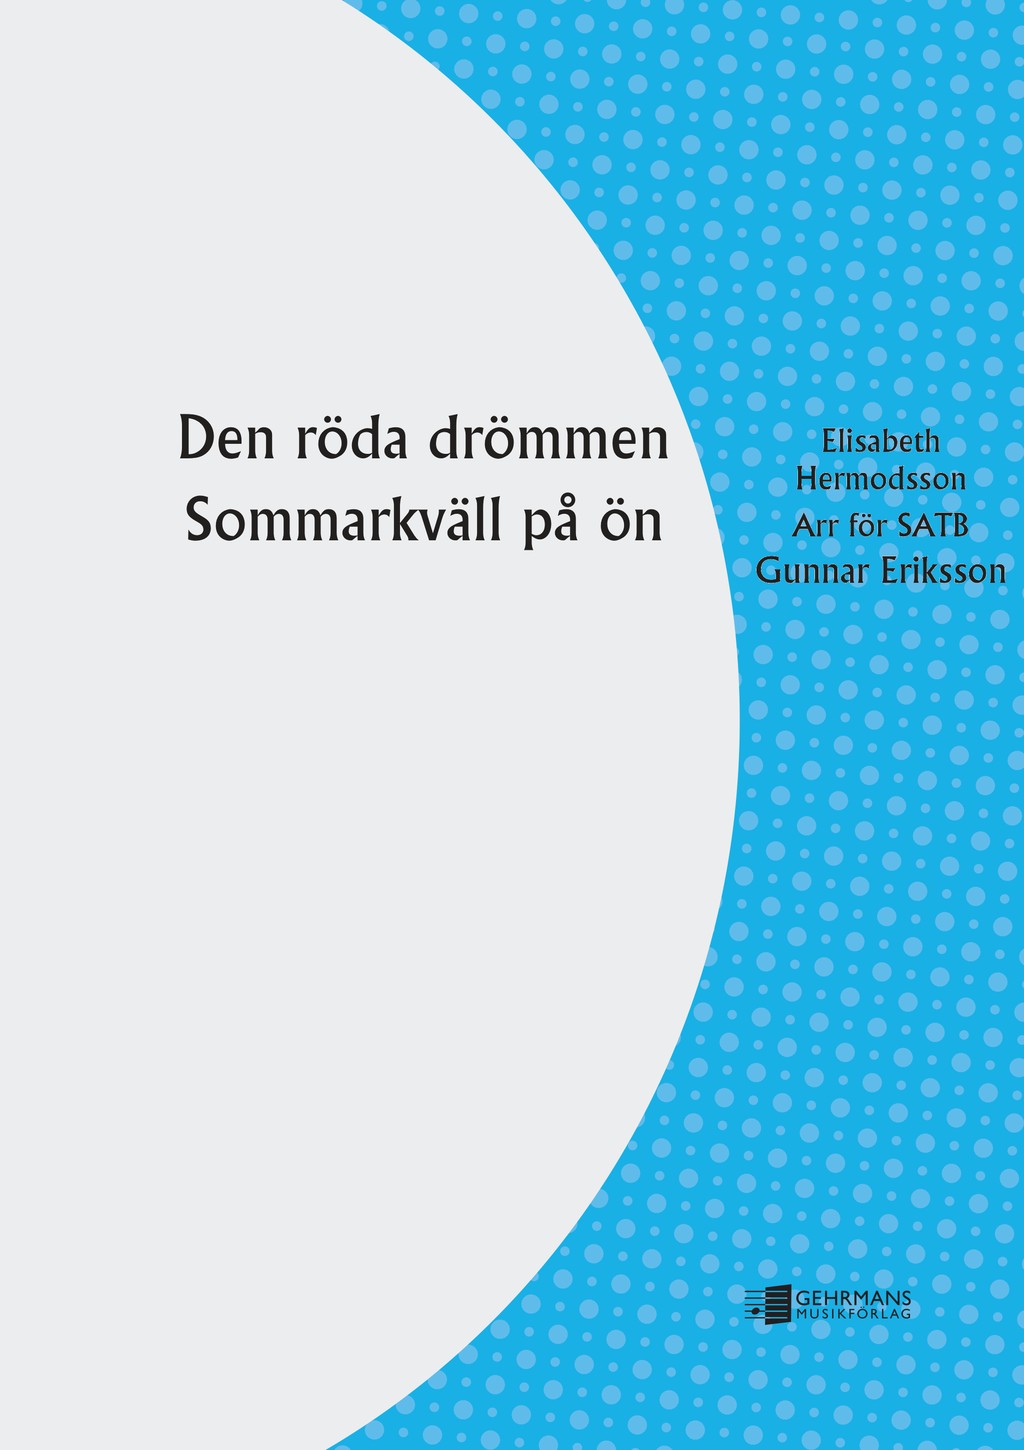 Den röda drömmen
Sommarkväll på ön
Elisabeth
Hermodsson
Arr för SATB
Gunnar Eriksson
GEHRMANS
MUSIKFÖRLAG